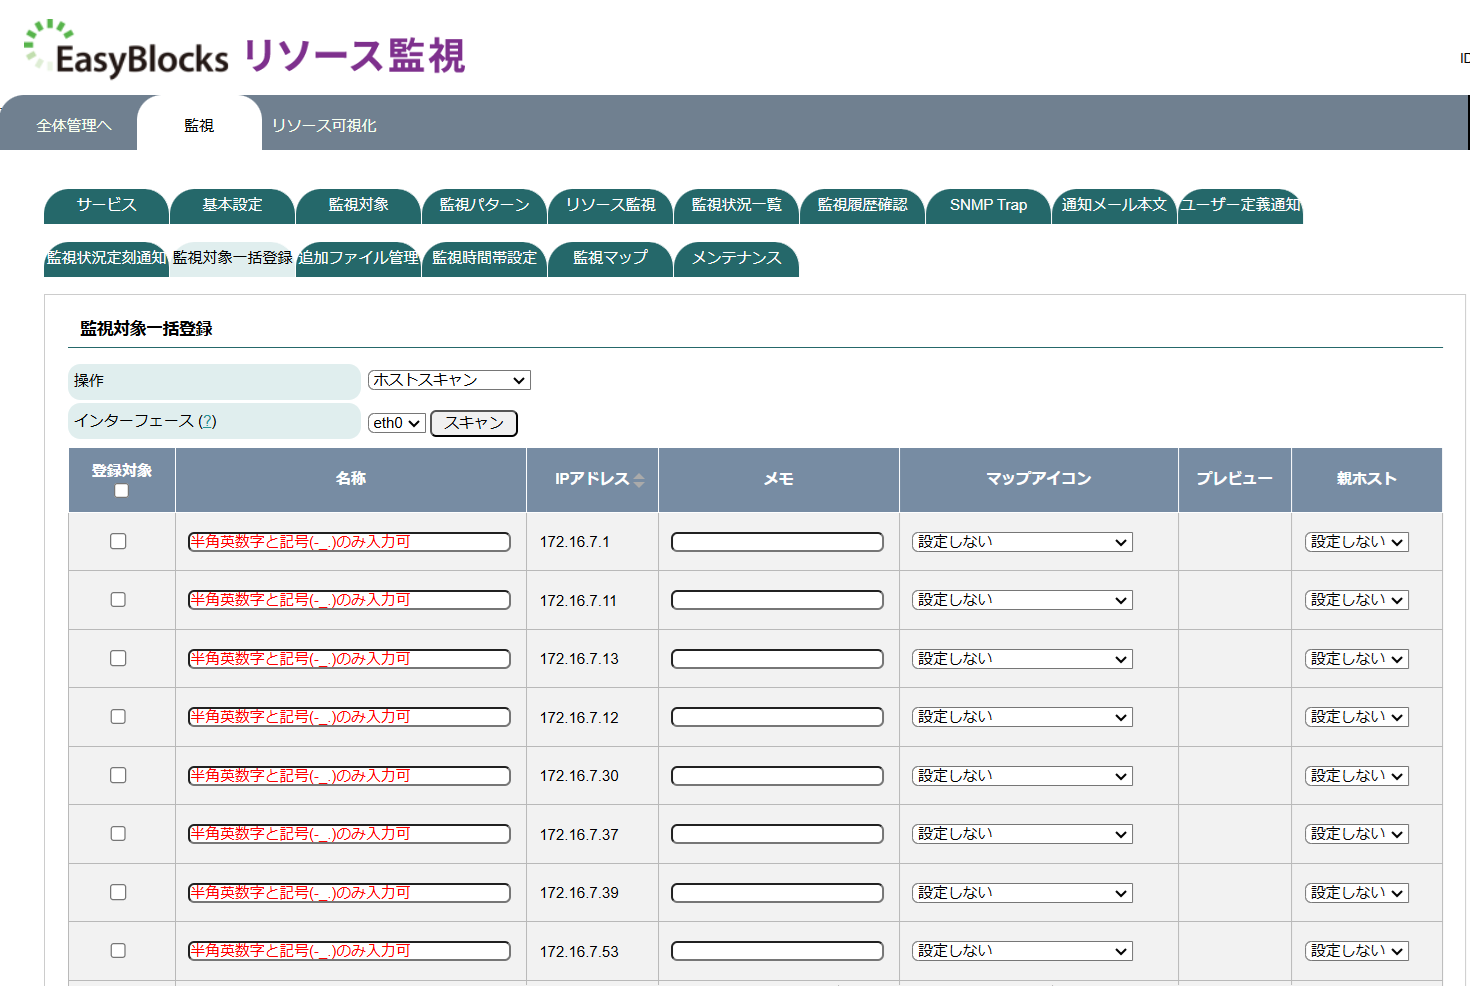 EasyBlocks リソース監視
ID
全体管理へ 監視 リソース可視化
サービス 基本設定 監視対象 監視パターン リソース監視 監視状況一覧 監視履歴確認 SNMP Trap 通知メール本文 ユーザー定義通知
監視状況定刻通知 監視対象一括登録 追加ファイル管理 監視時間帯設定 監視マップ メンテナンス
監視対象一括登録
操作 ホストスキャン
インターフェース (?) eth0 スキャン
登録対象 名称 IPアドレス メモ マップアイコン プレビュー 親ホスト
半角英数字と記号(-_.)のみ入力可 172.16.7.1 設定しない 設定しない
半角英数字と記号(-_.)のみ入力可 172.16.7.11 設定しない 設定しない
半角英数字と記号(-_.)のみ入力可 172.16.7.13 設定しない 設定しない
半角英数字と記号(-_.)のみ入力可 172.16.7.12 設定しない 設定しない
半角英数字と記号(-_.)のみ入力可 172.16.7.30 設定しない 設定しない
半角英数字と記号(-_.)のみ入力可 172.16.7.37 設定しない 設定しない
半角英数字と記号(-_.)のみ入力可 172.16.7.39 設定しない 設定しない
半角英数字と記号(-_.)のみ入力可 172.16.7.53 設定しない 設定しない